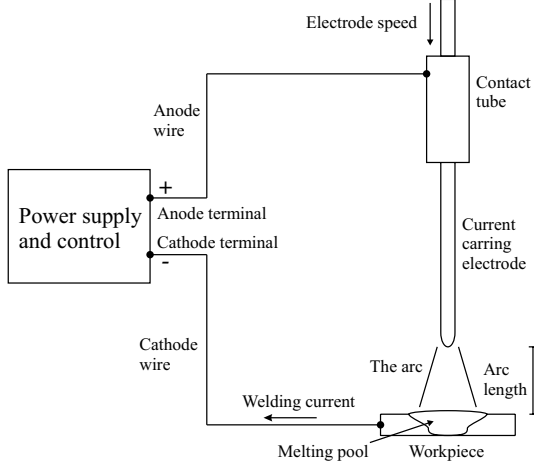 Electrode speed
Contact
tube
Anode
wire
+
Anode terminal
Power supply
and control
Cathode terminal
-
Current
carring
electrode
Cathode
wire
The arc
Arc
length
Welding current
Melting pool
Workpiece